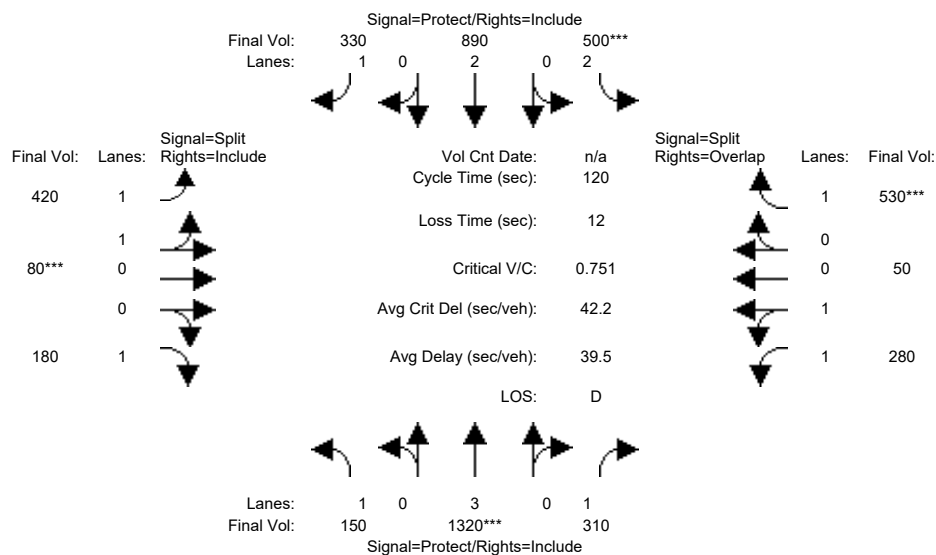 Signal=Protect/Rights=Include
Final Vol: 330 890 500***
Lanes: 1 0 2 0 2
Signal=Split
Final Vol: Lanes: Rights=Include
Vol Cnt Date: n/a
Signal=Split
Rights=Overlap Lanes: Final Vol:
Cycle Time (sec): 120
420 1
1 530***
Loss Time (sec): 12
1
0
80*** 0
Critical V/C: 0.751
0 50
0
Avg Crit Del (sec/veh): 42.2
1
180 1
Avg Delay (sec/veh): 39.5
1 280
LOS: D
Lanes: 1 0 3 0 1
Final Vol: 150 1320*** 310
Signal=Protect/Rights=Include